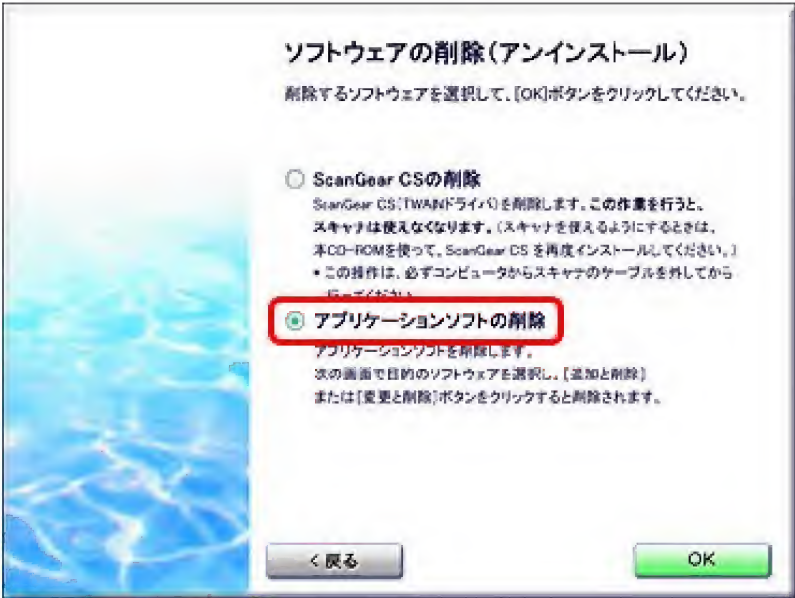 ソフトウェアの削除(アンインストール)
削除するソフトウェアを選択して、[OK]ボタンをクリックしてください。
ScanGear CSの削除
ScanGear CS(TWAINドライバ)を削除します。この作業を行うと、
スキャナは使えなくなります。(スキャナを使えるようにするときは、
本CD-ROMを使って、ScanGear CS を再度インストールしてください。)
• この操作は、必ずコンピュータからスキャナのケーブルを外してから
行ってください。
アプリケーションソフトの削除
アプリケーションソフトを削除します。
次の画面で目的のソフトウェアを選択し、[追加と削除]
または[変更と削除]ボタンをクリックすると削除されます。
<戻る
OK